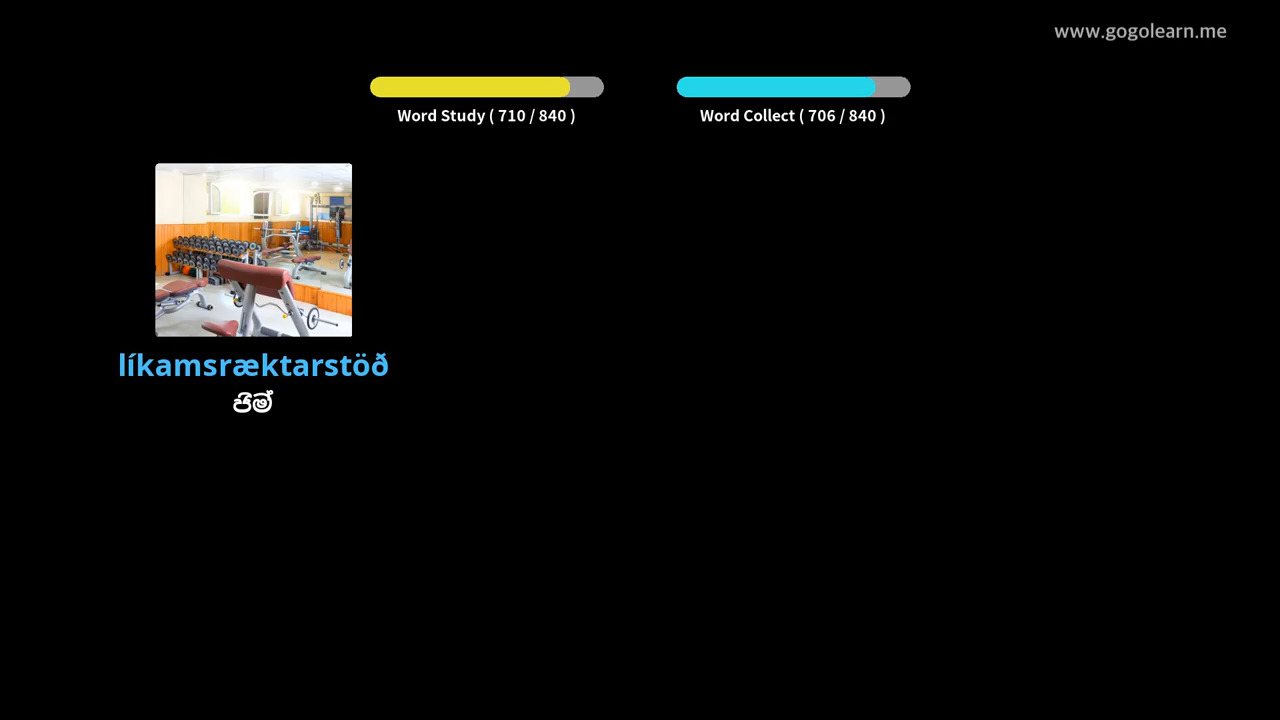 www.gogolearn.me
Word Study ( 710 / 840 )
Word Collect ( 706 / 840 )
líkamsræktarstöð
ජිම්